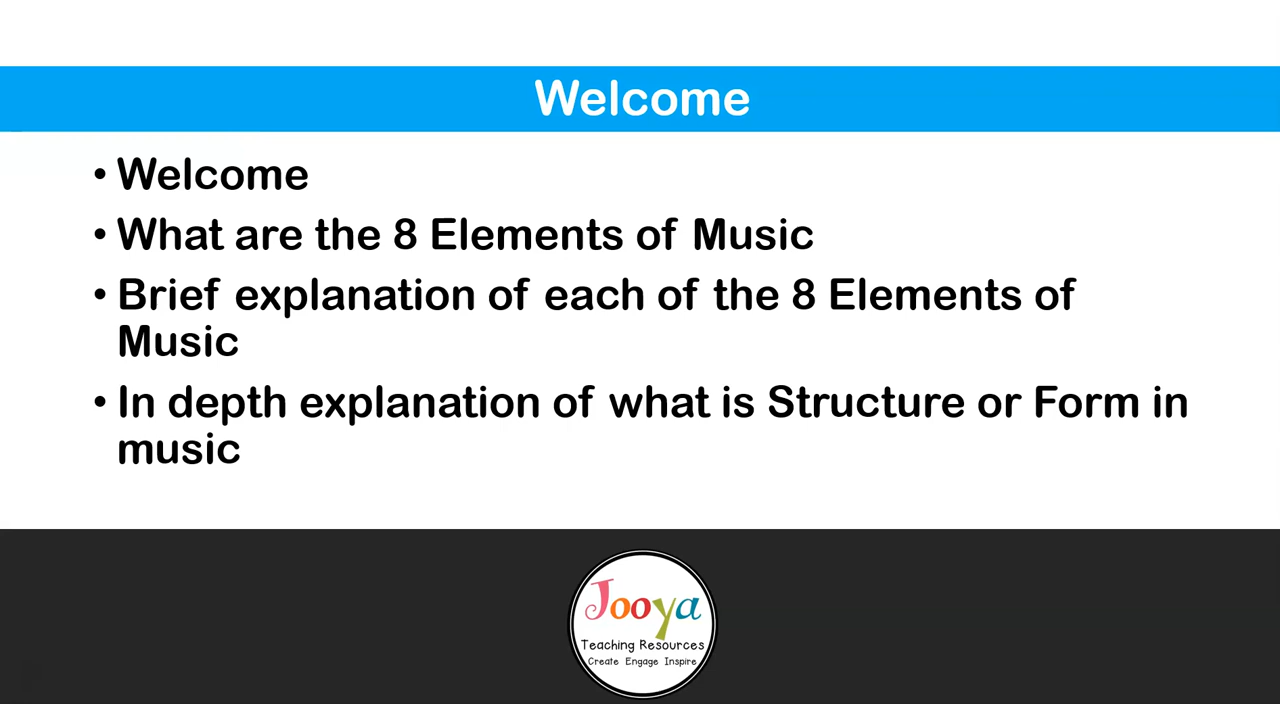 Welcome
• Welcome
• What are the 8 Elements of Music
• Brief explanation of each of the 8 Elements of
Music
• In depth explanation of what is Structure or Form in
music
Jooya
Teaching Resources
Create Engage Inspire